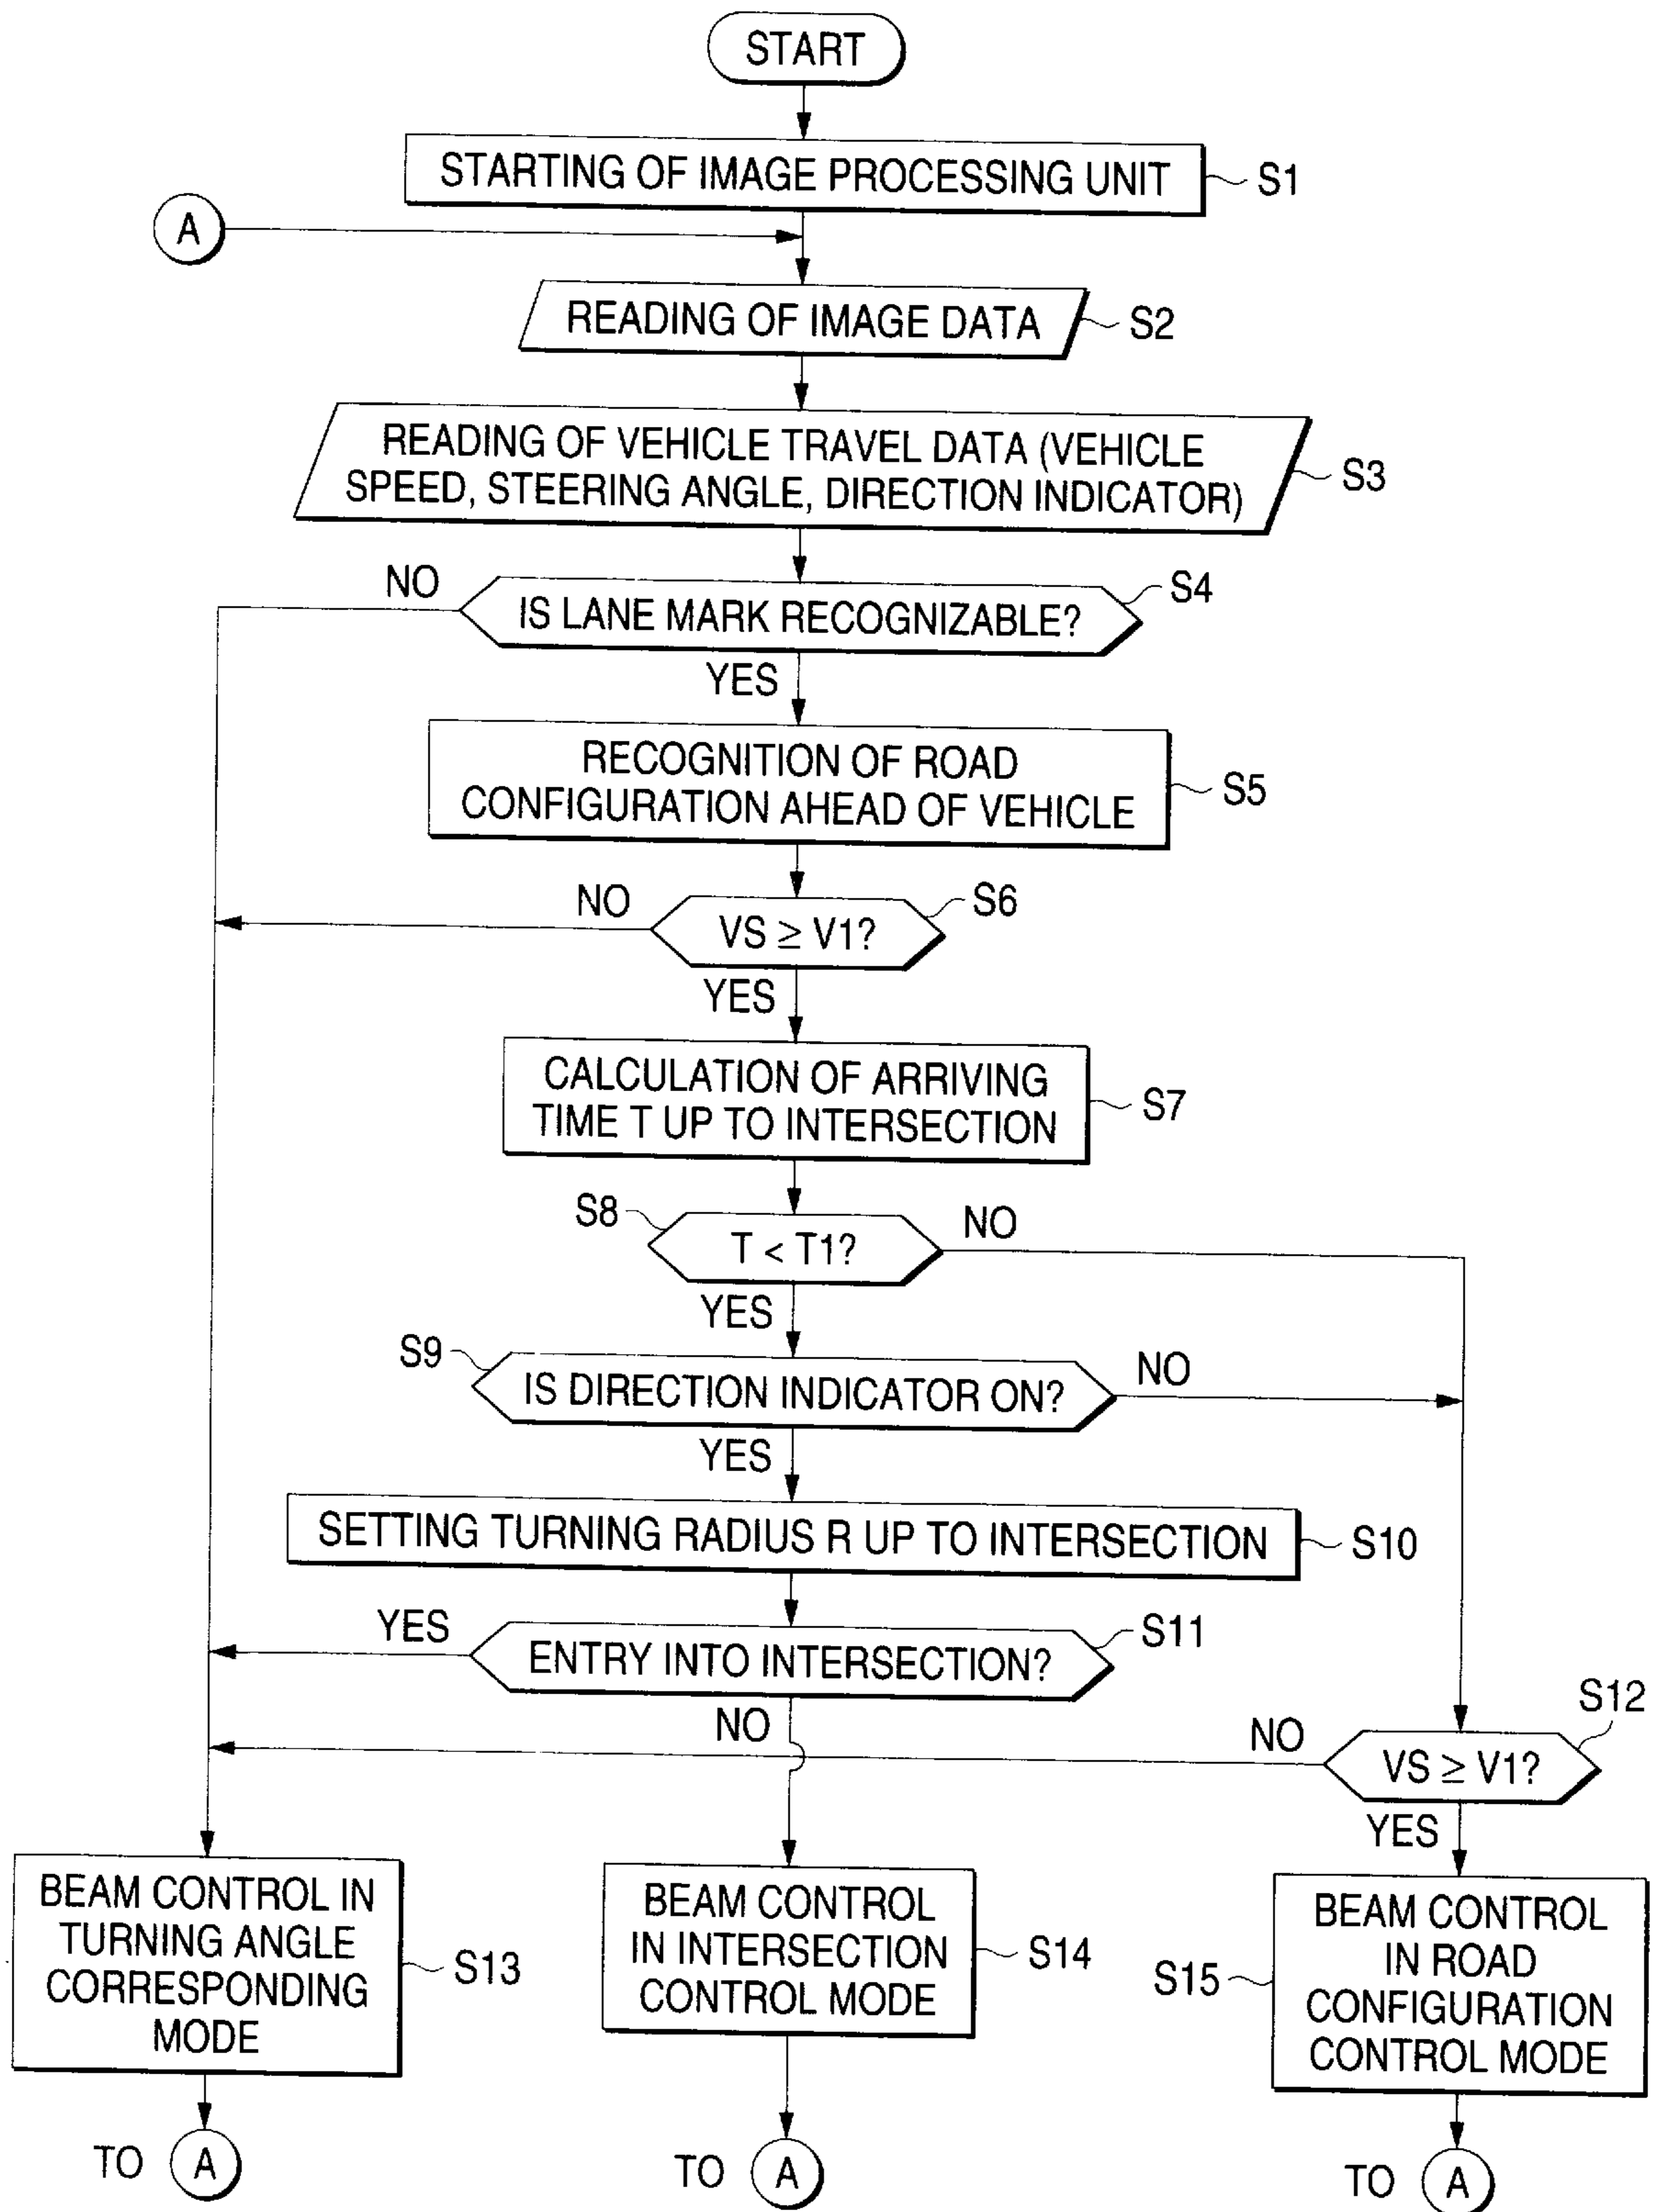 START
STARTING OF IMAGE PROCESSING UNIT
S1
A
READING OF IMAGE DATA
S2
READING OF VEHICLE TRAVEL DATA (VEHICLE
SPEED, STEERING ANGLE, DIRECTION INDICATOR)
S3
NO
IS LANE MARK RECOGNIZABLE?
S4
YES
RECOGNITION OF ROAD
CONFIGURATION AHEAD OF VEHICLE
S5
NO
VS ≥ V1?
S6
YES
CALCULATION OF ARRIVING
TIME T UP TO INTERSECTION
S7
S8
T < T1?
NO
YES
S9
IS DIRECTION INDICATOR ON?
NO
YES
SETTING TURNING RADIUS R UP TO INTERSECTION
S10
YES
ENTRY INTO INTERSECTION?
S11
NO
NO
VS ≥ V1?
S12
YES
BEAM CONTROL IN
TURNING ANGLE
CORRESPONDING
MODE
S13
BEAM CONTROL
IN INTERSECTION
CONTROL MODE
S14
S15
BEAM CONTROL
IN ROAD
CONFIGURATION
CONTROL MODE
TO A
TO A
TO A